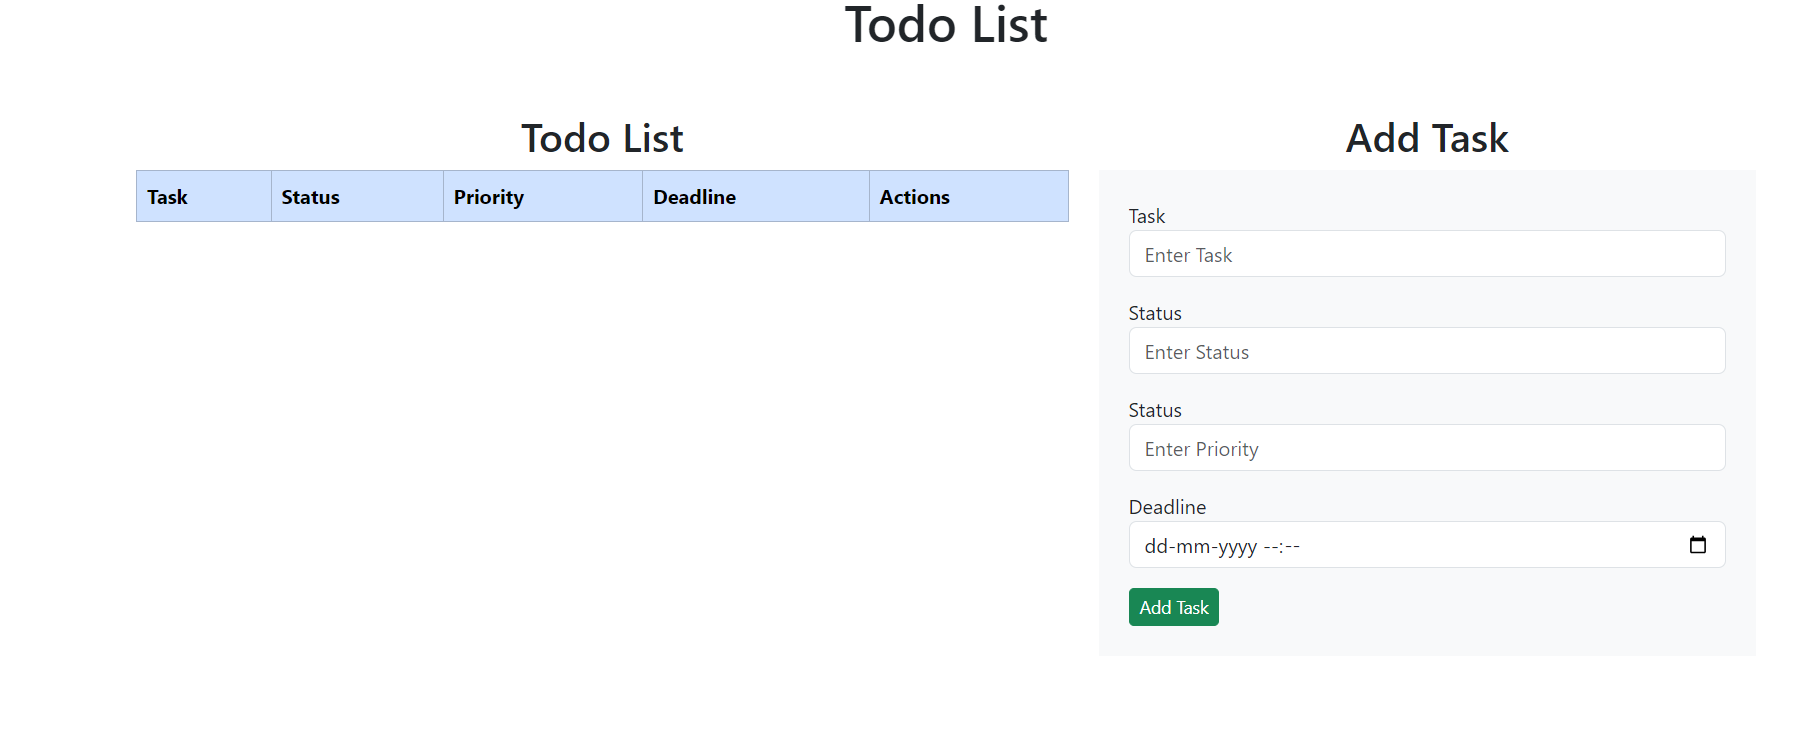 Todo List
Todo List
Task Status Priority Deadline Actions
Add Task
Task
Enter Task
Status
Enter Status
Status
Enter Priority
Deadline
dd-mm-yyyy --:--
Add Task